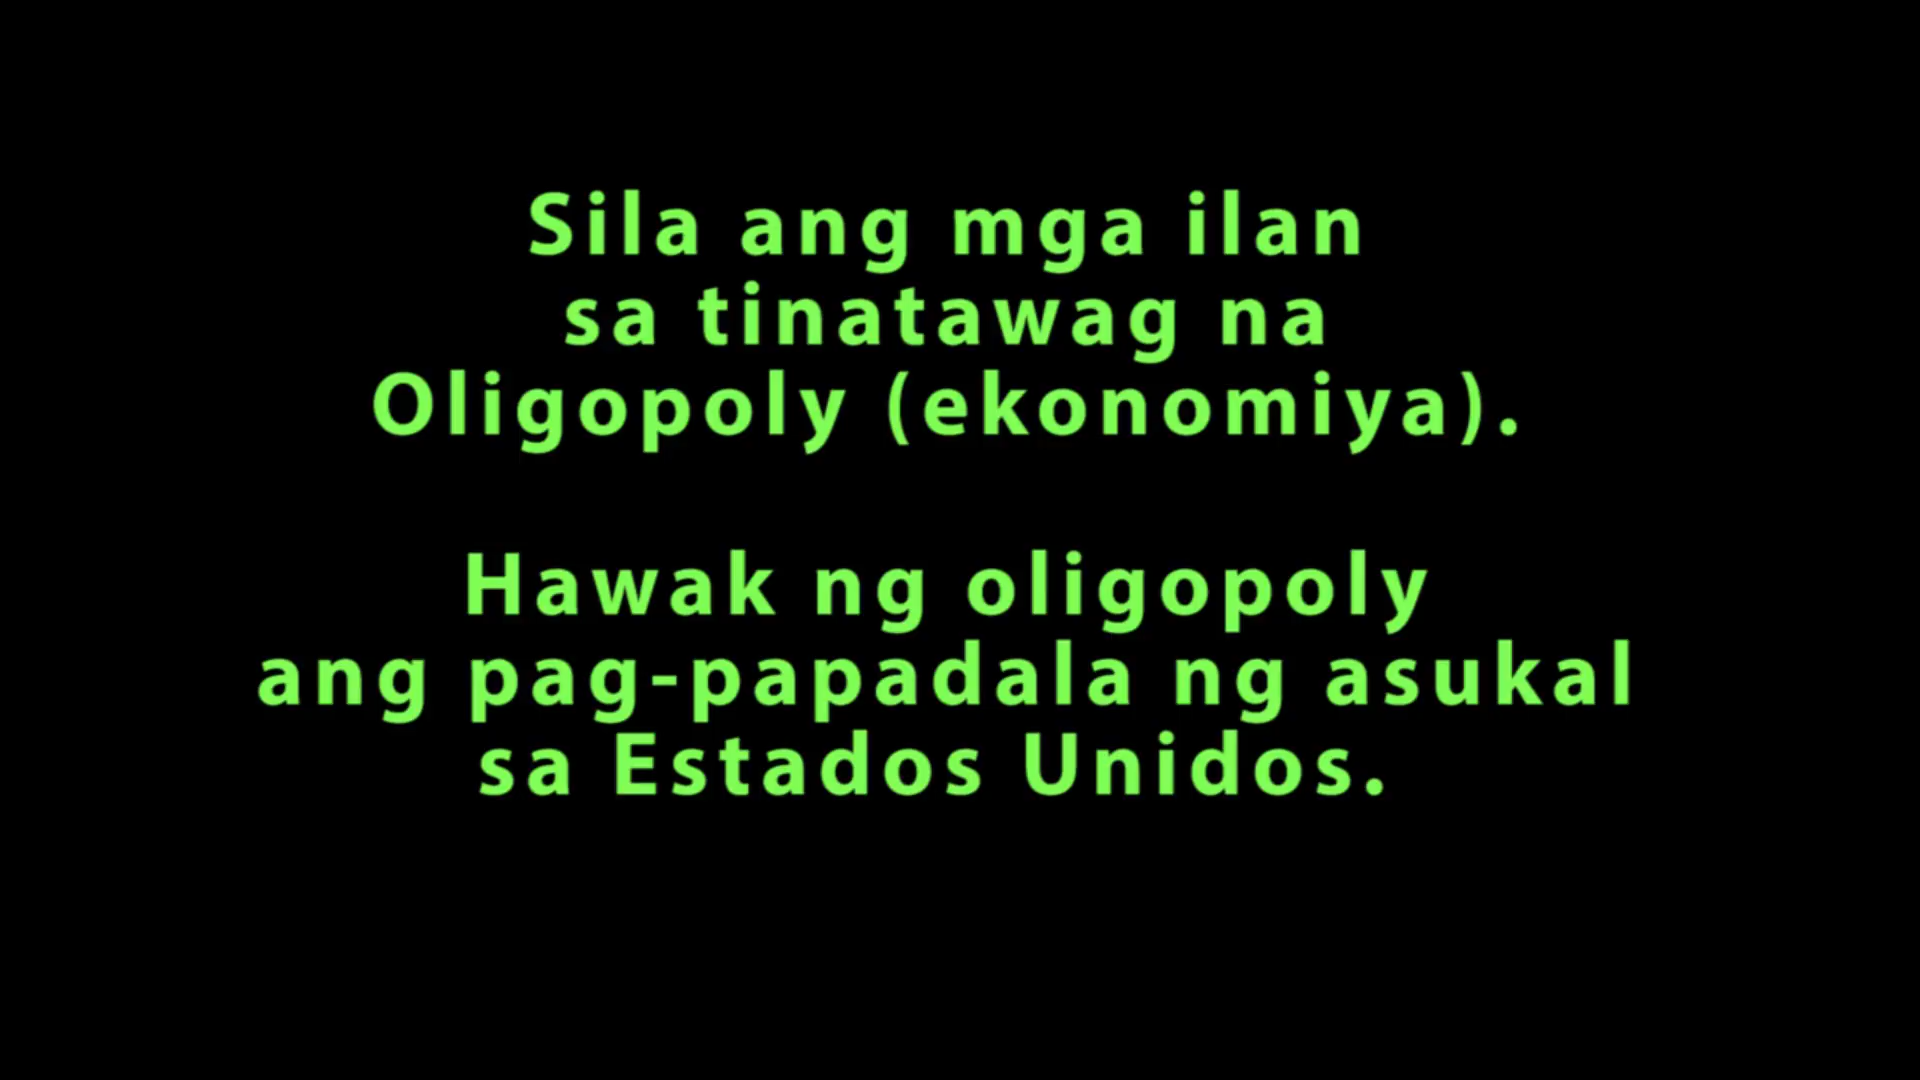 Sila ang mga ilan
sa tinatawag na
Oligopoly (ekonomiya).
Hawak ng oligopoly
ang pag-papadala ng asukal
sa Estados Unidos.